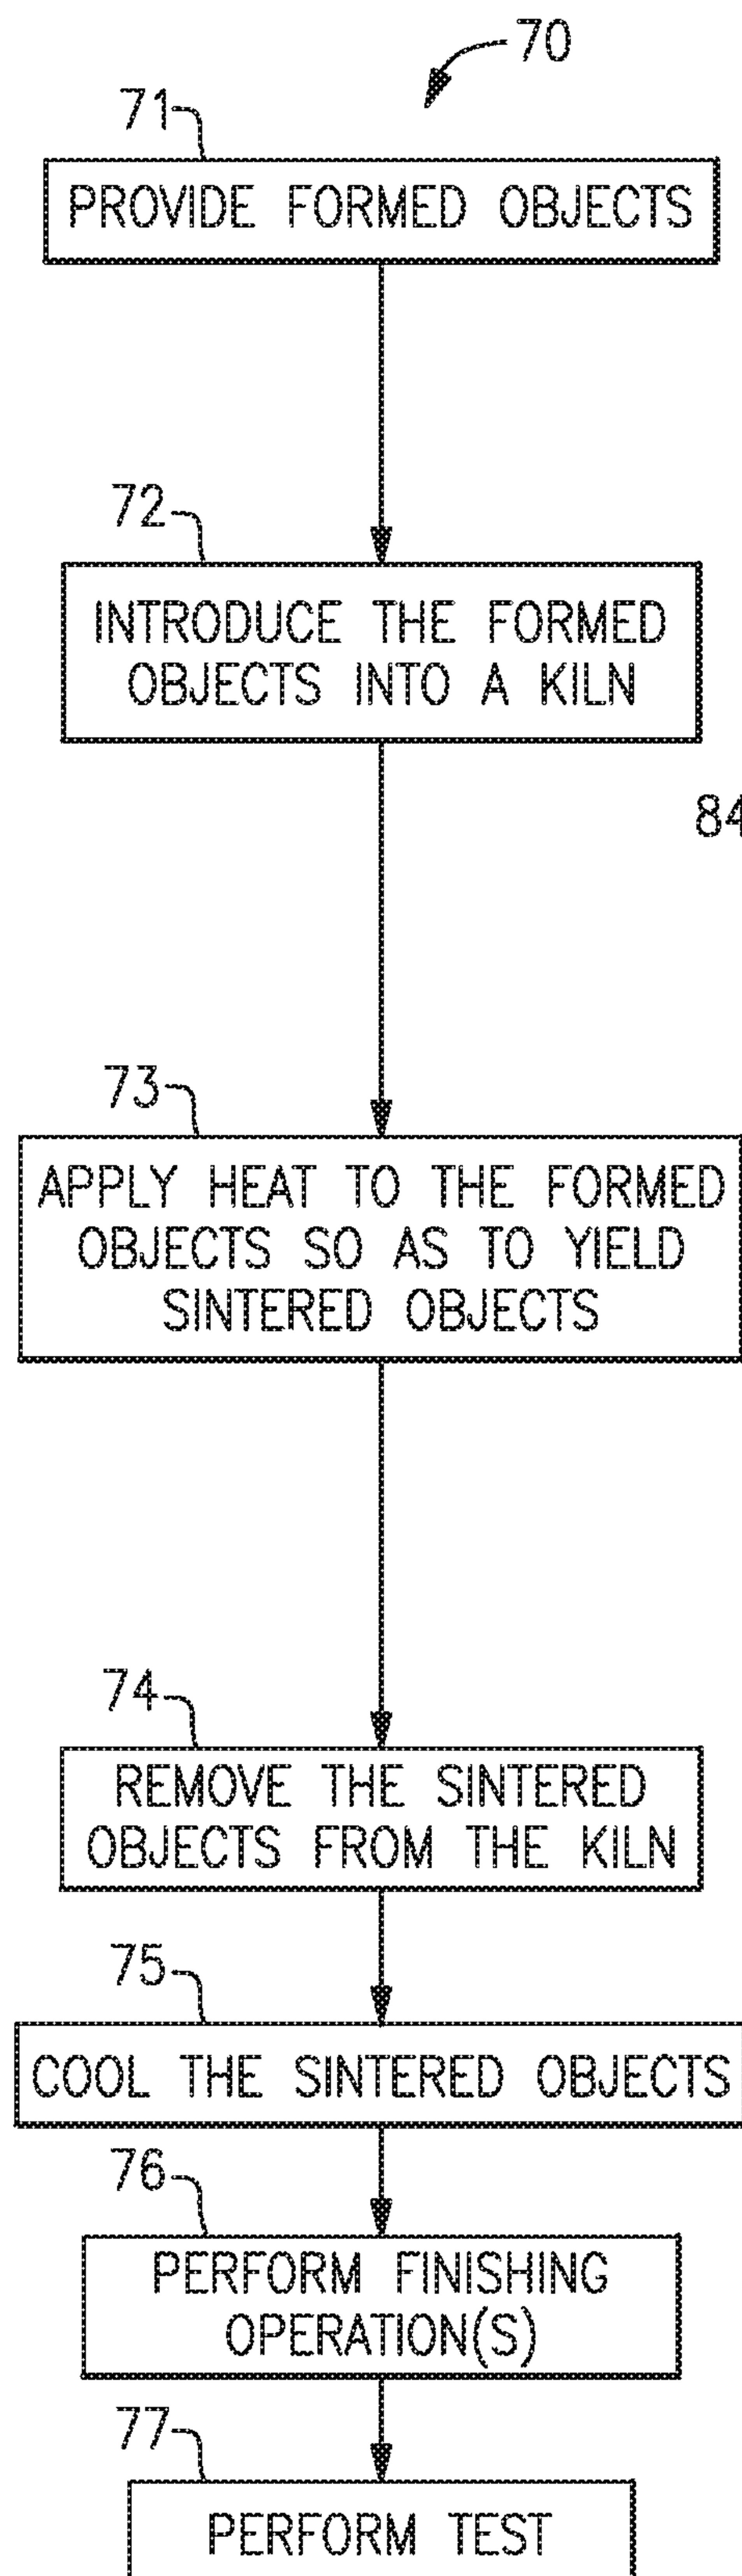 70
71
PROVIDE FORMED OBJECTS
72
INTRODUCE THE FORMED
OBJECTS INTO A KILN
84
73
APPLY HEAT TO THE FORMED
OBJECTS SO AS TO YIELD
SINTERED OBJECTS
74
REMOVE THE SINTERED
OBJECTS FROM THE KILN
75
COOL THE SINTERED OBJECTS
76
PERFORM FINISHING
OPERATION(S)
77
PERFORM TEST